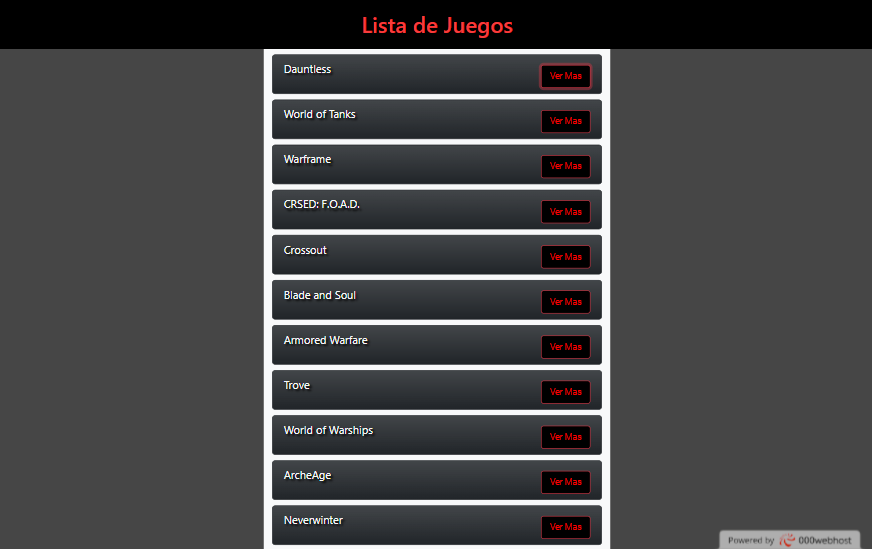 Lista de Juegos
Dauntless
Ver Mas
World of Tanks
Ver Mas
Warframe
Ver Mas
CRSED: F.O.A.D.
Ver Mas
Crossout
Ver Mas
Blade and Soul
Ver Mas
Armored Warfare
Ver Mas
Trove
Ver Mas
World of Warships
Ver Mas
ArcheAge
Ver Mas
Neverwinter
Ver Mas
Powered by 000webhost